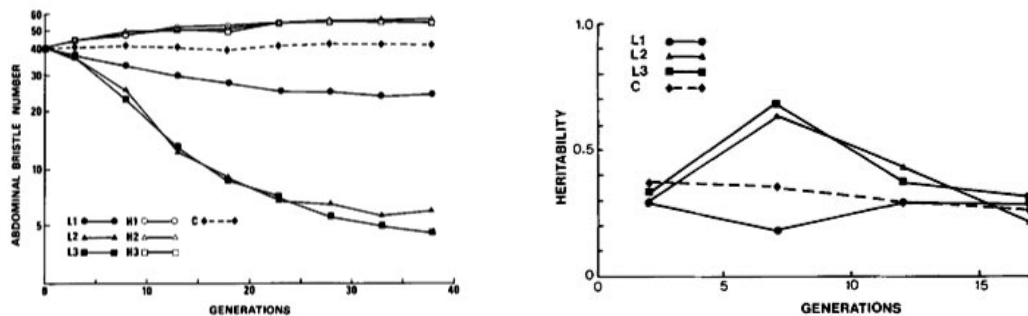 ABDOMINAL BRISTLE NUMBER
60
50
40
30
20
10
5
L1 H1 C
L2 H2
L3 H3
0 10 20 30 40
GENERATIONS
HERITABILITY
1.0
0.5
0
L1
L2
L3
C
0 5 10 15
GENERATIONS